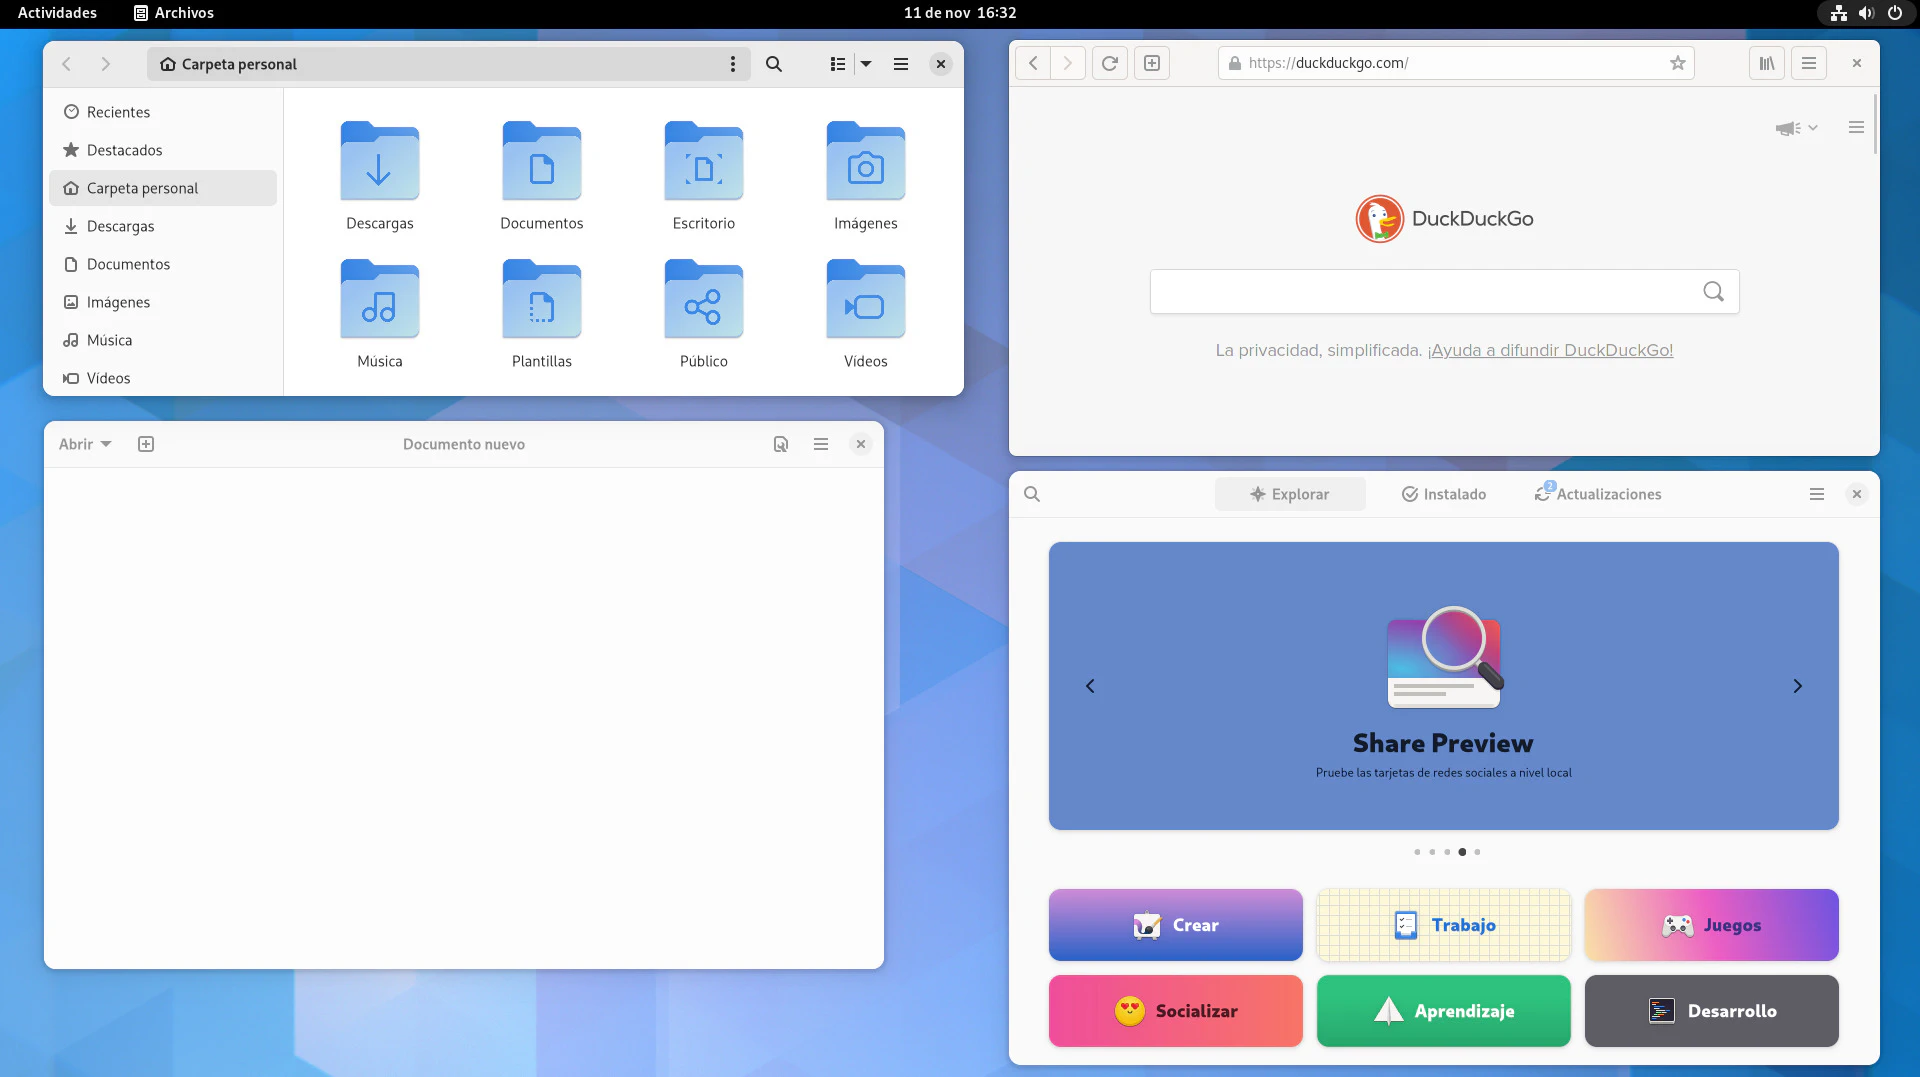 Actividades
Archivos
11 de nov 16:32
Carpeta personal
Recientes
Destacados
Carpeta personal
Descargas
Documentos
Imágenes
Música
Vídeos
Descargas
Documentos
Escritorio
Imágenes
Música
Plantillas
Público
Vídeos
https://duckduckgo.com/
DuckDuckGo
La privacidad, simplificada. ¡Ayuda a difundir DuckDuckGo!
Abrir
Documento nuevo
Explorar
Instalado
2
Actualizaciones
Share Preview
Pruebe las tarjetas de redes sociales a nivel local
Crear
Trabajo
Juegos
Socializar
Aprendizaje
Desarrollo